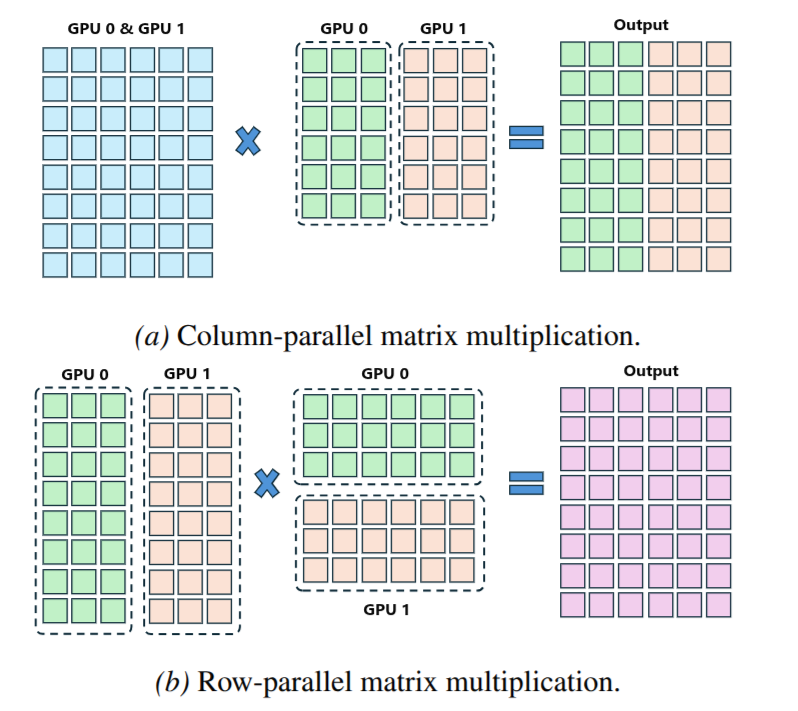 GPU 0 & GPU 1
GPU 0
GPU 1
Output
(a) Column-parallel matrix multiplication.
GPU 0
GPU 1
GPU 0
Output
GPU 1
(b) Row-parallel matrix multiplication.